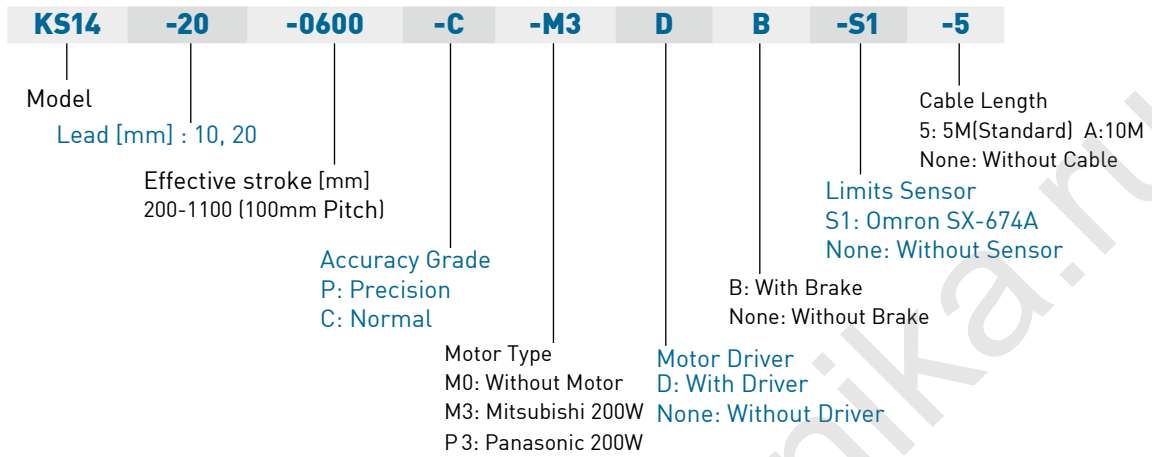 KS14 -20 -0600 -C -M3 D B -S1 -5
Model
Lead [mm] : 10, 20
Effective stroke [mm]
200-1100 (100mm Pitch)
Accuracy Grade
P: Precision
C: Normal
Motor Type
M0: Without Motor
M3: Mitsubishi 200W
P3: Panasonic 200W
Motor Driver
D: With Driver
None: Without Driver
B: With Brake
None: Without Brake
Limits Sensor
S1: Omron SX-674A
None: Without Sensor
Cable Length
5: 5M(Standard) A:10M
None: Without Cable
nika.ru